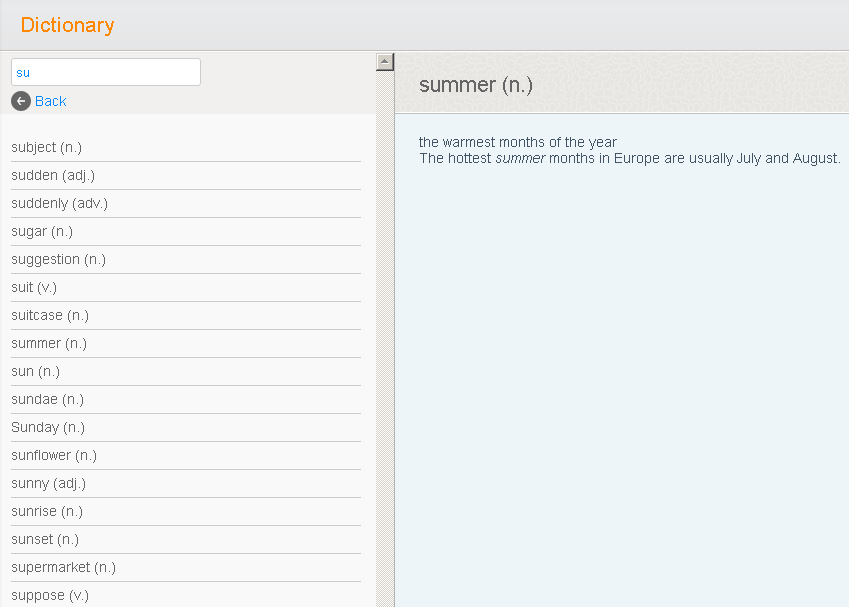 Dictionary
su
Back
subject (n.)
sudden (adj.)
suddenly (adv.)
sugar (n.)
suggestion (n.)
suit (v.)
suitcase (n.)
summer (n.)
sun (n.)
sundae (n.)
Sunday (n.)
sunflower (n.)
sunny (adj.)
sunrise (n.)
sunset (n.)
supermarket (n.)
suppose (v.)
summer (n.)
the warmest months of the year
The hottest summer months in Europe are usually July and August.